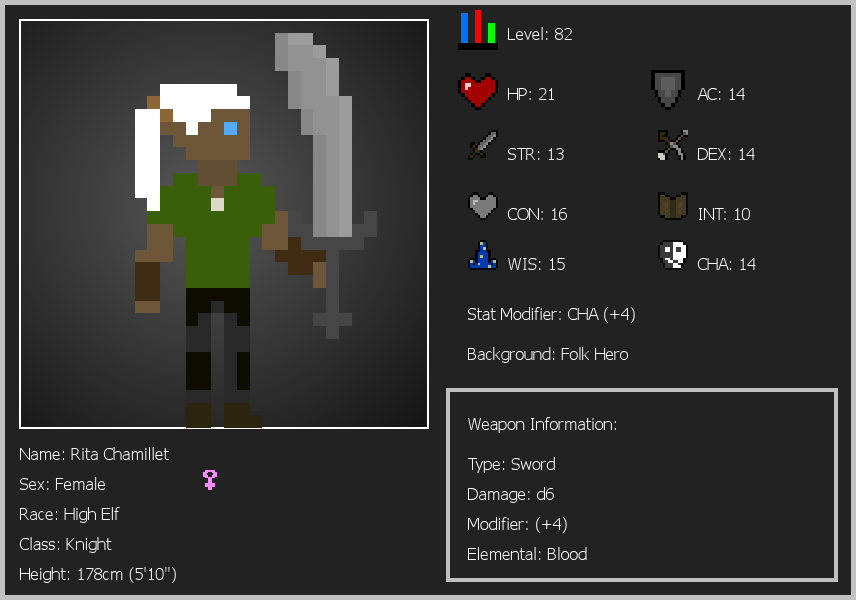 Level: 82
HP: 21
AC: 14
STR: 13
DEX: 14
CON: 16
INT: 10
WIS: 15
CHA: 14
Stat Modifier: CHA (+4)
Background: Folk Hero
Weapon Information:
Type: Sword
Damage: d6
Modifier: (+4)
Elemental: Blood
Name: Rita Chamillet
Sex: Female
Race: High Elf
Class: Knight
Height: 178cm (5'10")